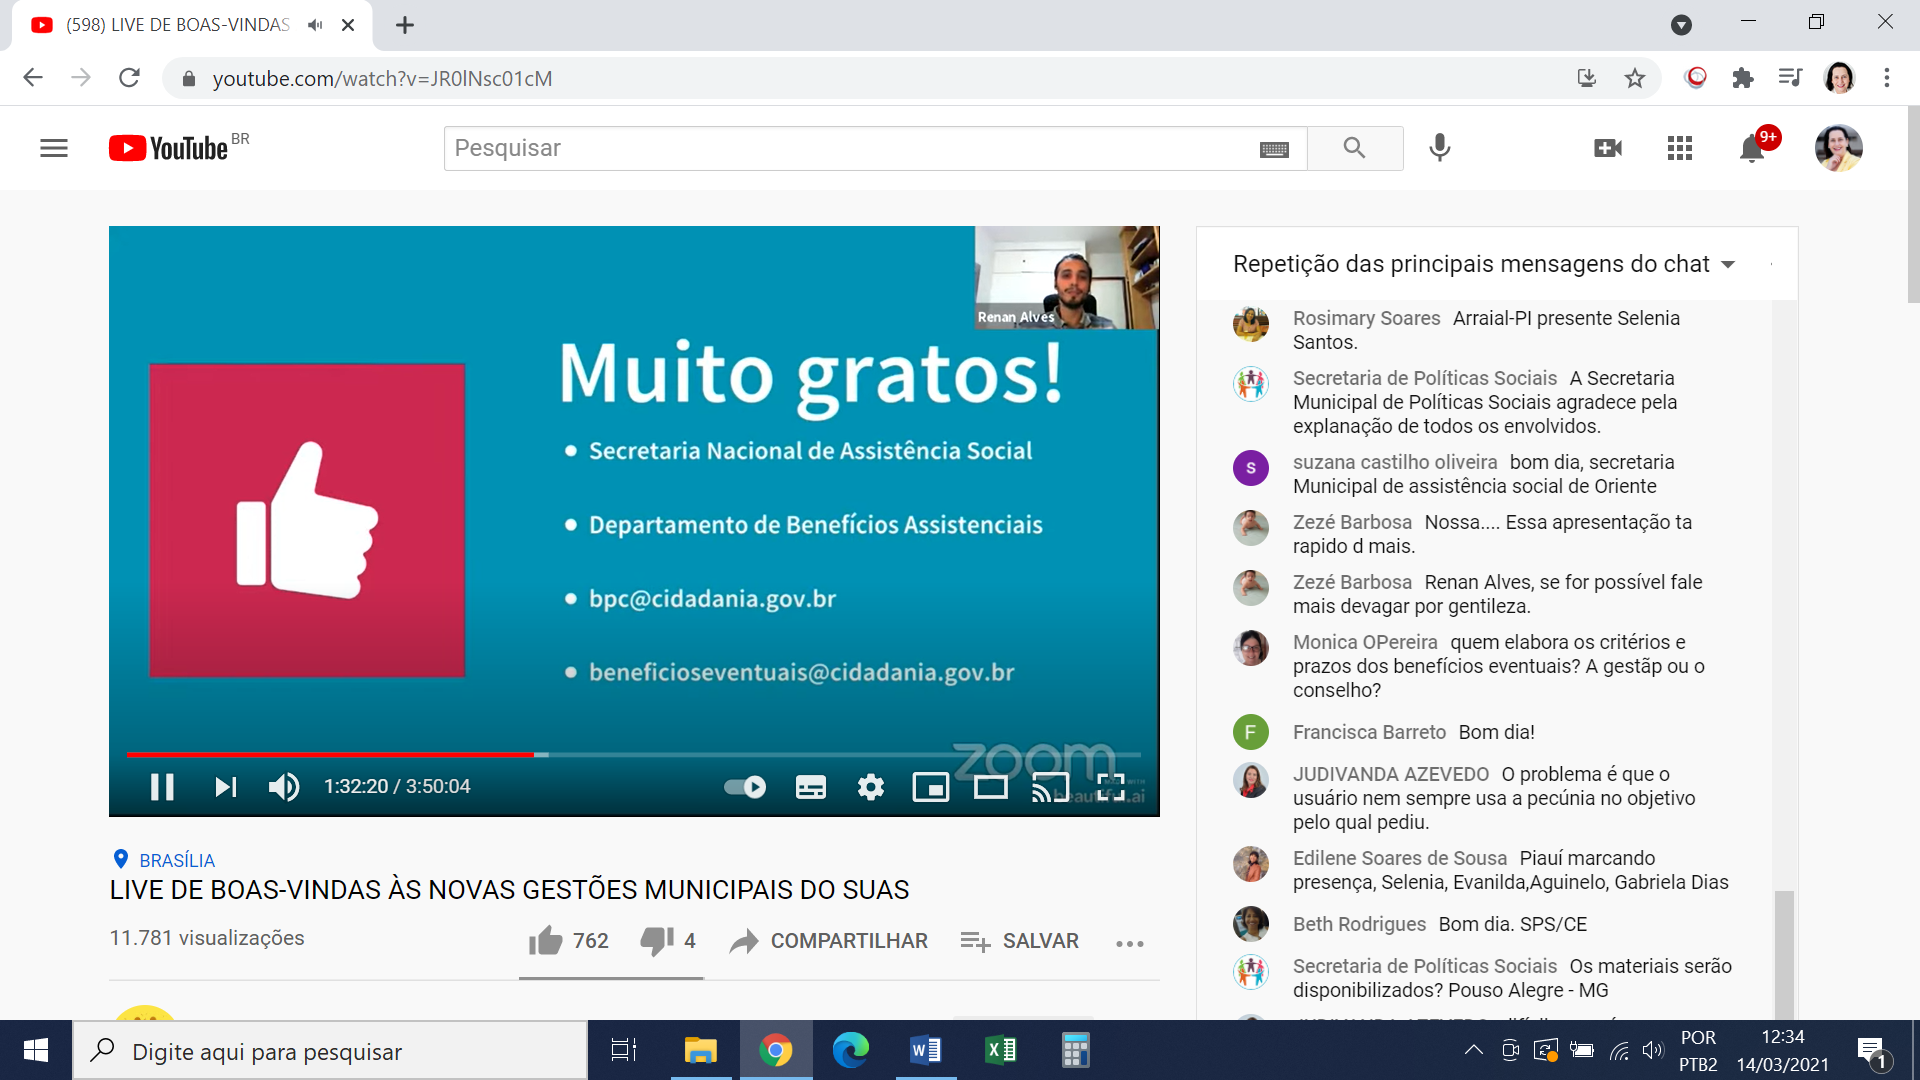 (598) LIVE DE BOAS-VINDAS
youtube.com/watch?v=JR0lNsc01cM
YouTube BR
Pesquisar
9+
Renan Alves
Muito gratos!
• Secretaria Nacional de Assistência Social
• Departamento de Benefícios Assistenciais
• bpc@cidadania.gov.br
• beneficioseventuais@cidadania.gov.br
zoom
beautiful.ai
1:32:20 / 3:50:04
BRASÍLIA
LIVE DE BOAS-VINDAS ÀS NOVAS GESTÕES MUNICIPAIS DO SUAS
11.781 visualizações
762
4
COMPARTILHAR
SALVAR
Repetição das principais mensagens do chat
Rosimary Soares Arraial-PI presente Selenia
Santos.
Secretaria de Políticas Sociais A Secretaria
Municipal de Políticas Sociais agradece pela
explanação de todos os envolvidos.
s
suzana castilho oliveira bom dia, secretaria
Municipal de assistência social de Oriente
Zezé Barbosa Nossa.... Essa apresentação ta
rapido d mais.
Zezé Barbosa Renan Alves, se for possível fale
mais devagar por gentileza.
Monica OPereira quem elabora os critérios e
prazos dos benefícios eventuais? A gestãp ou o
conselho?
F
Francisca Barreto Bom dia!
JUDIVANDA AZEVEDO O problema é que o
usuário nem sempre usa a pecúnia no objetivo
pelo qual pediu.
Edilene Soares de Sousa Piauí marcando
presença, Selenia, Evanilda,Aguinelo, Gabriela Dias
Beth Rodrigues Bom dia. SPS/CE
Secretaria de Políticas Sociais Os materiais serão
disponibilizados? Pouso Alegre - MG
Digite aqui para pesquisar
POR
PTB2
12:34
14/03/2021
1